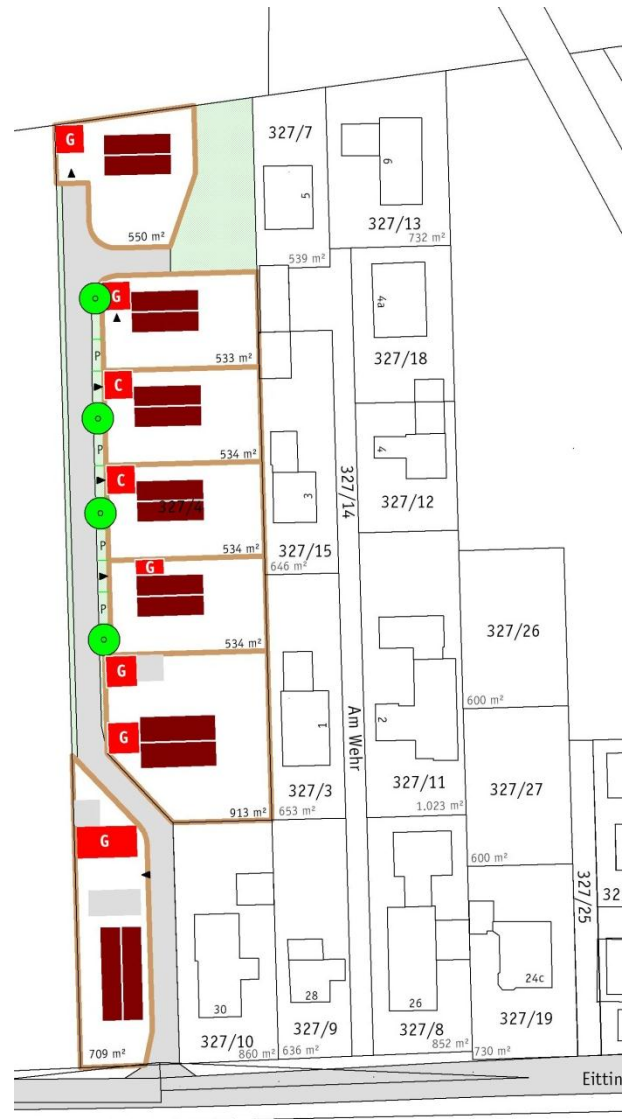 G
550 m²
327/7
5
539 m²
6
327/13
732 m²
G
533 m²
4a
327/18
P
C
534 m²
P
C
327/4
534 m²
3
327/15
646 m²
327/14
4
327/12
P
G
534 m²
P
327/26
600 m²
G
G
913 m²
1
327/3
653 m²
Am Wehr
2
327/11
1.023 m²
327/27
600 m²
G
709 m²
30
327/10
860 m²
28
327/9
636 m²
26
327/8
852 m²
24c
327/19
730 m²
327/25
32
Eittin